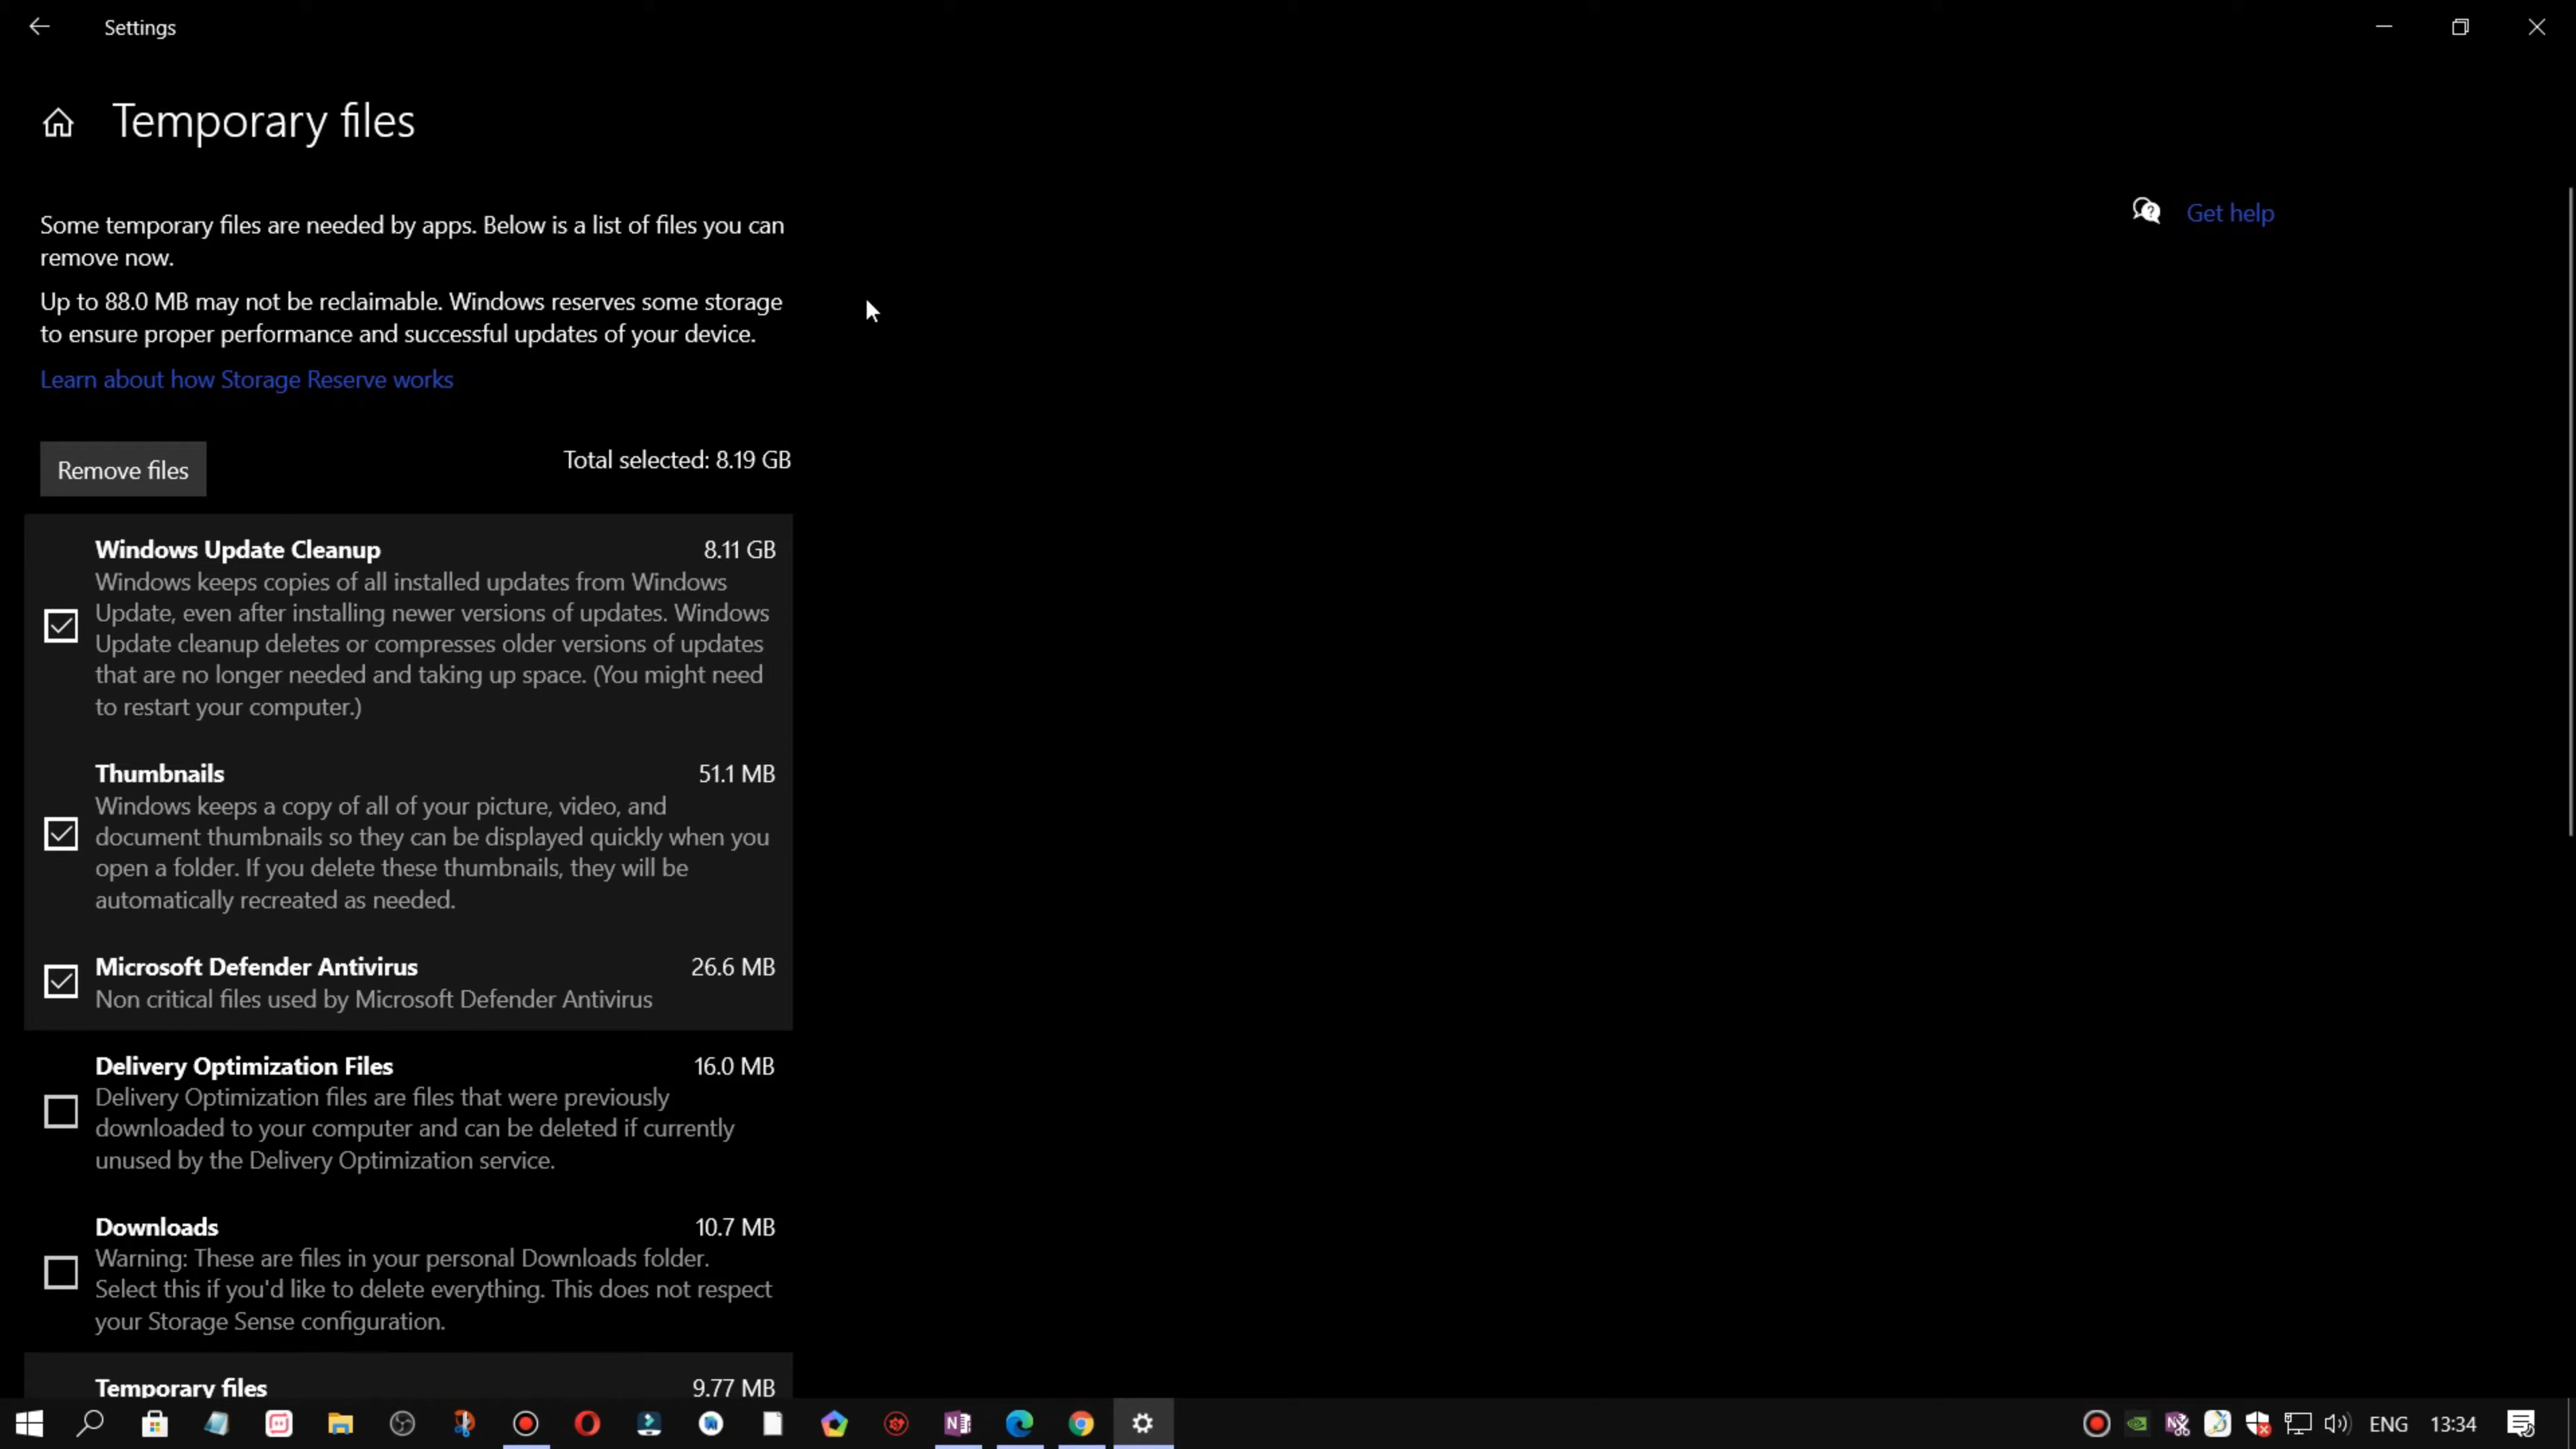 Settings
Temporary files
Some temporary files are needed by apps. Below is a list of files you can
remove now.
Get help
Up to 88.0 MB may not be reclaimable. Windows reserves some storage
to ensure proper performance and successful updates of your device.
Learn about how Storage Reserve works
Remove files
Total selected: 8.19 GB
Windows Update Cleanup 8.11 GB
Windows keeps copies of all installed updates from Windows
Update, even after installing newer versions of updates. Windows
Update cleanup deletes or compresses older versions of updates
that are no longer needed and taking up space. (You might need
to restart your computer.)
Thumbnails 51.1 MB
Windows keeps a copy of all of your picture, video, and
document thumbnails so they can be displayed quickly when you
open a folder. If you delete these thumbnails, they will be
automatically recreated as needed.
Microsoft Defender Antivirus 26.6 MB
Non critical files used by Microsoft Defender Antivirus
Delivery Optimization Files 16.0 MB
Delivery Optimization files are files that were previously
downloaded to your computer and can be deleted if currently
unused by the Delivery Optimization service.
Downloads 10.7 MB
Warning: These are files in your personal Downloads folder.
Select this if you'd like to delete everything. This does not respect
your Storage Sense configuration.
Temporary files 9.77 MB
ENG 13:34